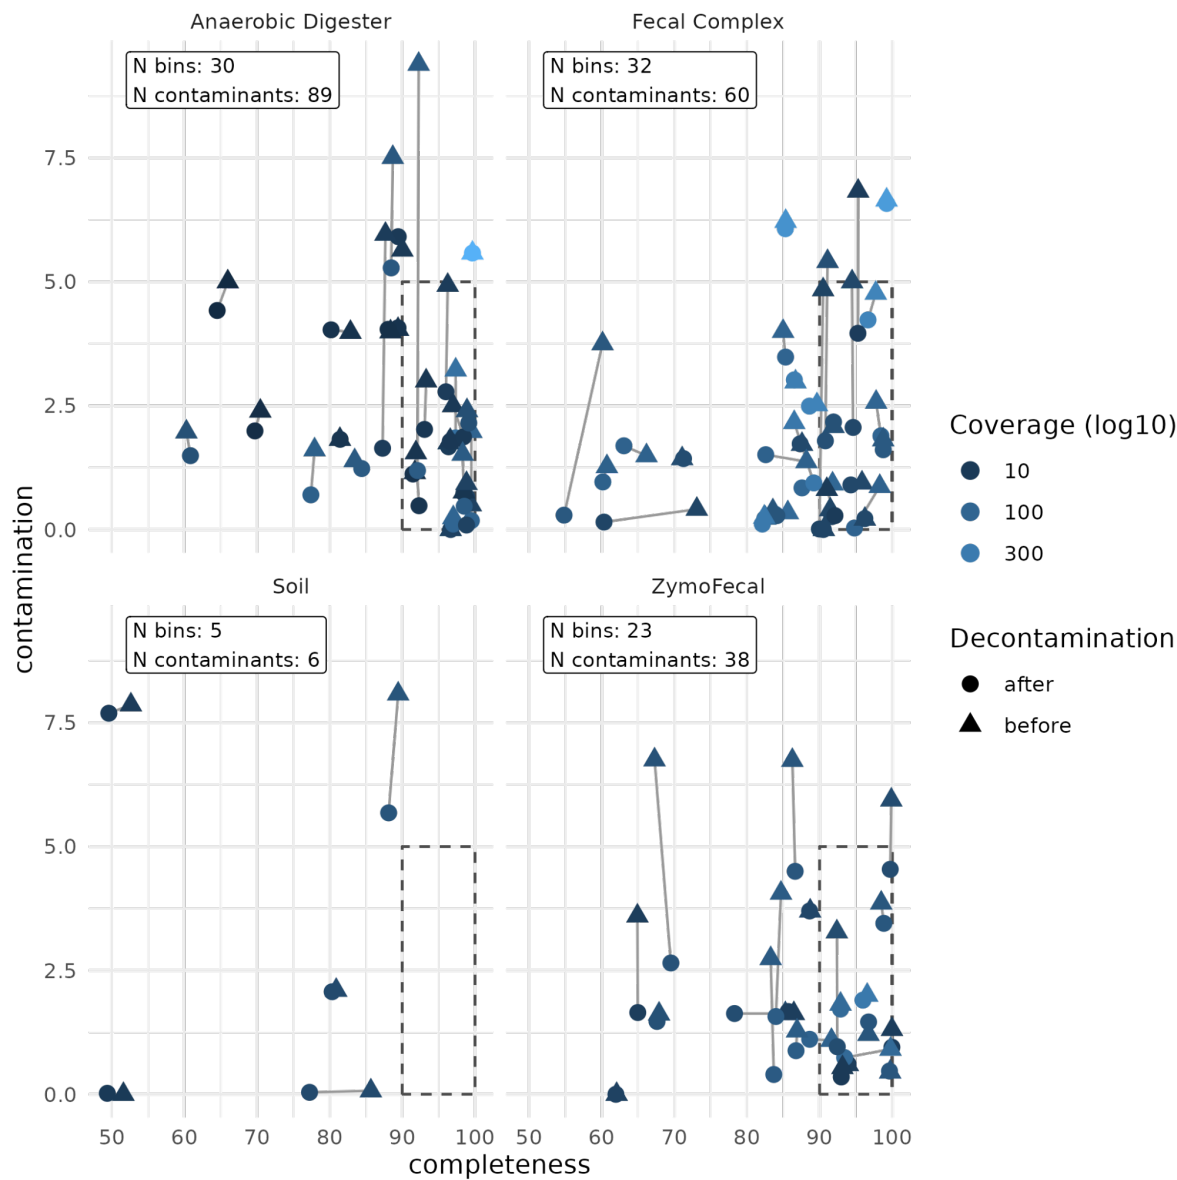 Anaerobic Digester
Fecal Complex
N bins: 30
N contaminants: 89
N bins: 32
N contaminants: 60
7.5
5.0
2.5
0.0
Soil
ZymoFecal
N bins: 5
N contaminants: 6
N bins: 23
N contaminants: 38
7.5
5.0
2.5
0.0
50 60 70 80 90 100
50 60 70 80 90 100
completeness
contamination
Coverage (log10)
10
100
300
Decontamination
after
before